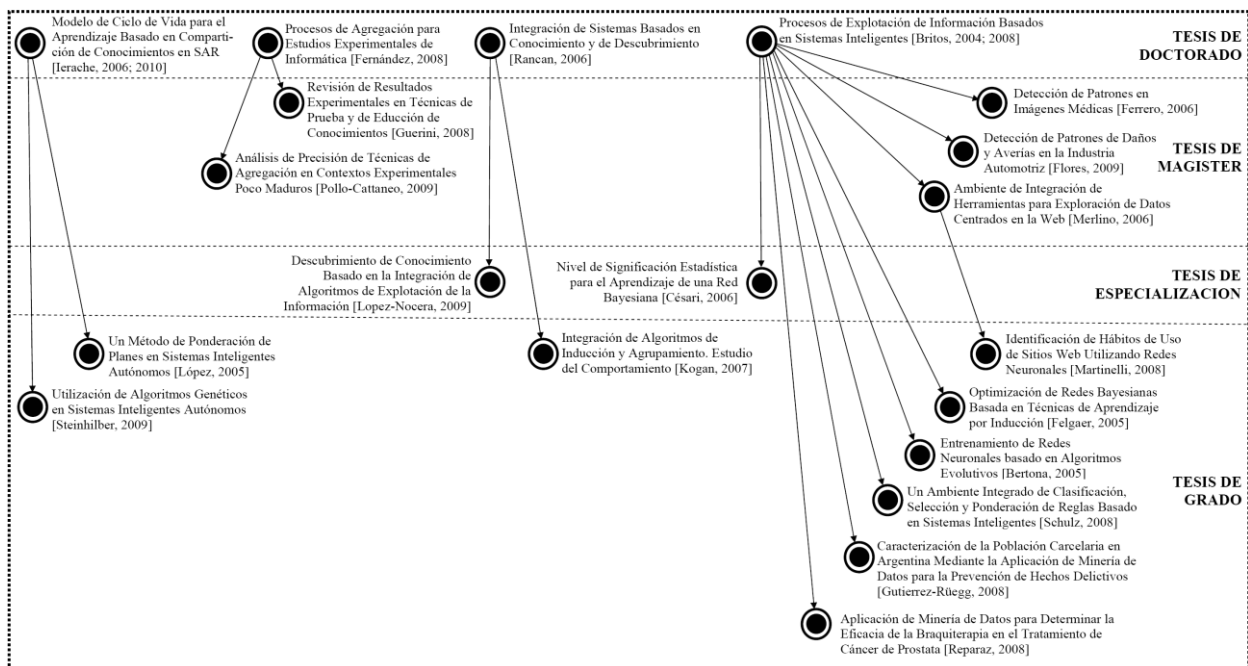 Modelo de Ciclo de Vida para el
Aprendizaje Basado en Comparti-
ción de Conocimientos en SAR
[Ierache, 2006; 2010]
Procesos de Agregación para
Estudios Experimentales de
Informática [Fernández, 2008]
Integración de Sistemas Basados en
Conocimiento y de Descubrimiento
[Rancan, 2006]
Procesos de Explotación de Información Basados
en Sistemas Inteligentes [Britos, 2004; 2008]
TESIS DE
DOCTORADO
Revisión de Resultados
Experimentales en Técnicas de
Prueba y de Educción de
Conocimientos [Guerini, 2008]
Análisis de Precisión de Técnicas de
Agregación en Contextos Experimentales
Poco Maduros [Pollo-Cattaneo, 2009]
Detección de Patrones en
Imágenes Médicas [Ferrero, 2006]
Detección de Patrones de Daños
y Averías en la Industria
Automotriz [Flores, 2009]
Ambiente de Integración de
Herramientas para Exploración de Datos
Centrados en la Web [Merlino, 2006]
TESIS DE
MAGISTER
Descubrimiento de Conocimiento
Basado en la Integración de
Algoritmos de Explotación de la
Información [Lopez-Nocera, 2009]
Nivel de Significación Estadística
para el Aprendizaje de una Red
Bayesiana [Césari, 2006]
TESIS DE
ESPECIALIZACION
Un Método de Ponderación de
Planes en Sistemas Inteligentes
Autónomos [López, 2005]
Utilización de Algoritmos Genéticos
en Sistemas Inteligentes Autónomos
[Steinhilber, 2009]
Integración de Algoritmos de
Inducción y Agrupamiento. Estudio
del Comportamiento [Kogan, 2007]
Identificación de Hábitos de Uso
de Sitios Web Utilizando Redes
Neuronales [Martinelli, 2008]
Optimización de Redes Bayesianas
Basada en Técnicas de Aprendizaje
por Inducción [Felgaer, 2005]
Entrenamiento de Redes
Neuronales basado en Algoritmos
Evolutivos [Bertona, 2005]
Un Ambiente Integrado de Clasificación,
Selección y Ponderación de Reglas Basado
en Sistemas Inteligentes [Schulz, 2008]
Caracterización de la Población Carcelaria en
Argentina Mediante la Aplicación de Minería de
Datos para la Prevención de Hechos Delictivos
[Gutierrez-Rüegg, 2008]
Aplicación de Minería de Datos para Determinar la
Eficacia de la Braquiterapia en el Tratamiento de
Cáncer de Prostata [Reparaz, 2008]
TESIS DE
GRADO